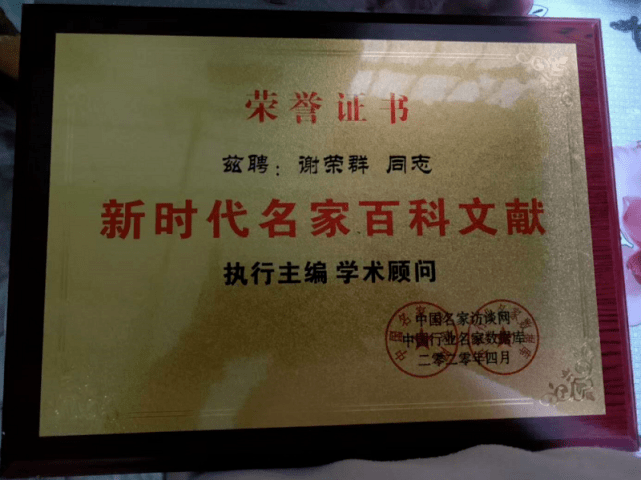 荣誉证书
兹聘：谢荣群 同志
新时代名家百科文献
执行主编 学术顾问
中国名家访谈网
中国行业名家数据库
二零二零年四月